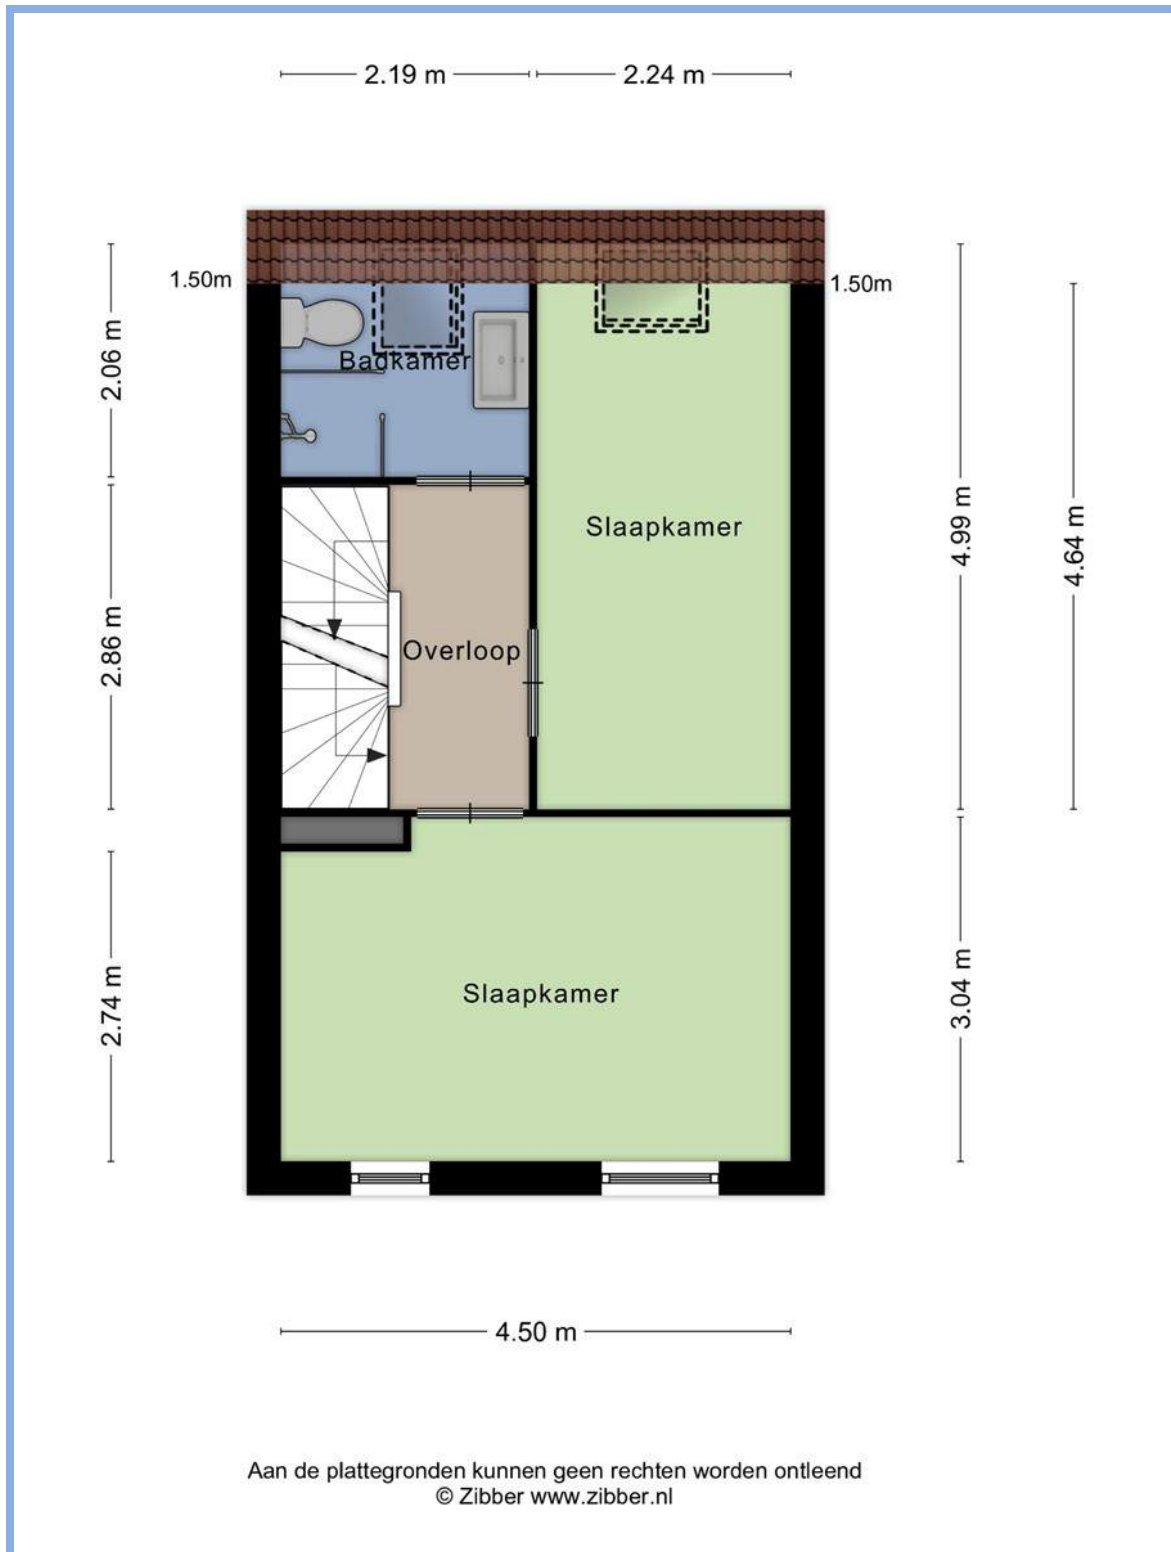 2.19 m
2.24 m
1.50m
1.50m
2.06 m
Badkamer
4.99 m
4.64 m
Slaapkamer
2.86 m
Overloop
2.74 m
Slaapkamer
3.04 m
4.50 m
Aan de plattegronden kunnen geen rechten worden ontleend
© Zibber www.zibber.nl